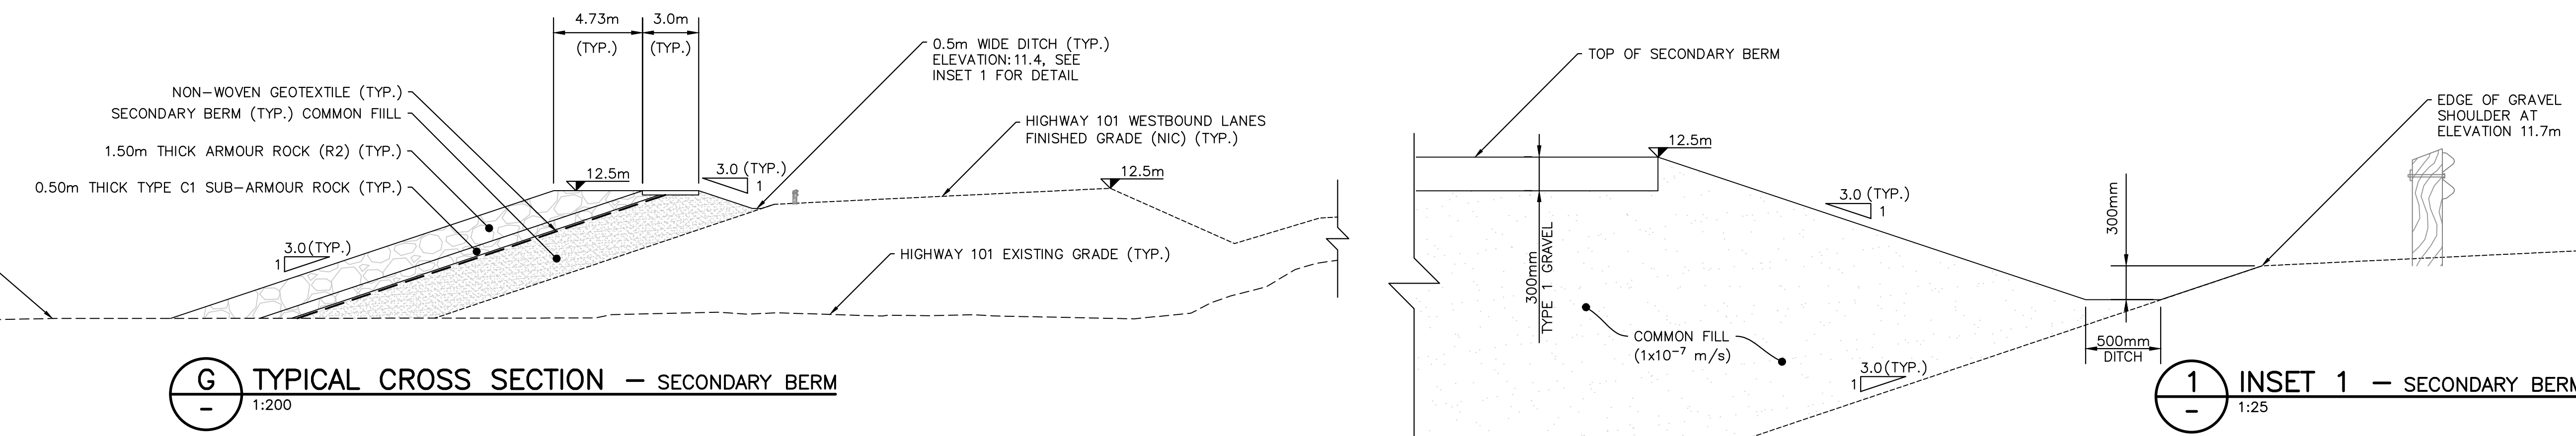 4.73m
(TYP.)
3.0m
(TYP.)
0.5m WIDE DITCH (TYP.)
ELEVATION: 11.4, SEE
INSET 1 FOR DETAIL
NON-WOVEN GEOTEXTILE (TYP.)
SECONDARY BERM (TYP.) COMMON FIILL
1.50m THICK ARMOUR ROCK (R2) (TYP.)
0.50m THICK TYPE C1 SUB-ARMOUR ROCK (TYP.)
HIGHWAY 101 WESTBOUND LANES
FINISHED GRADE (NIC) (TYP.)
12.5m
3.0 (TYP.)
1
12.5m
3.0(TYP.)
1
HIGHWAY 101 EXISTING GRADE (TYP.)
G
-
TYPICAL CROSS SECTION - SECONDARY BERM
1:200
TOP OF SECONDARY BERM
EDGE OF GRAVEL
SHOULDER AT
ELEVATION 11.7m
12.5m
3.0 (TYP.)
1
300mm
300mm
TYPE 1 GRAVEL
COMMON FILL
(1x10⁻⁷ m/s)
500mm
DITCH
3.0(TYP.)
1
1
-
INSET 1 - SECONDARY BERM
1:25